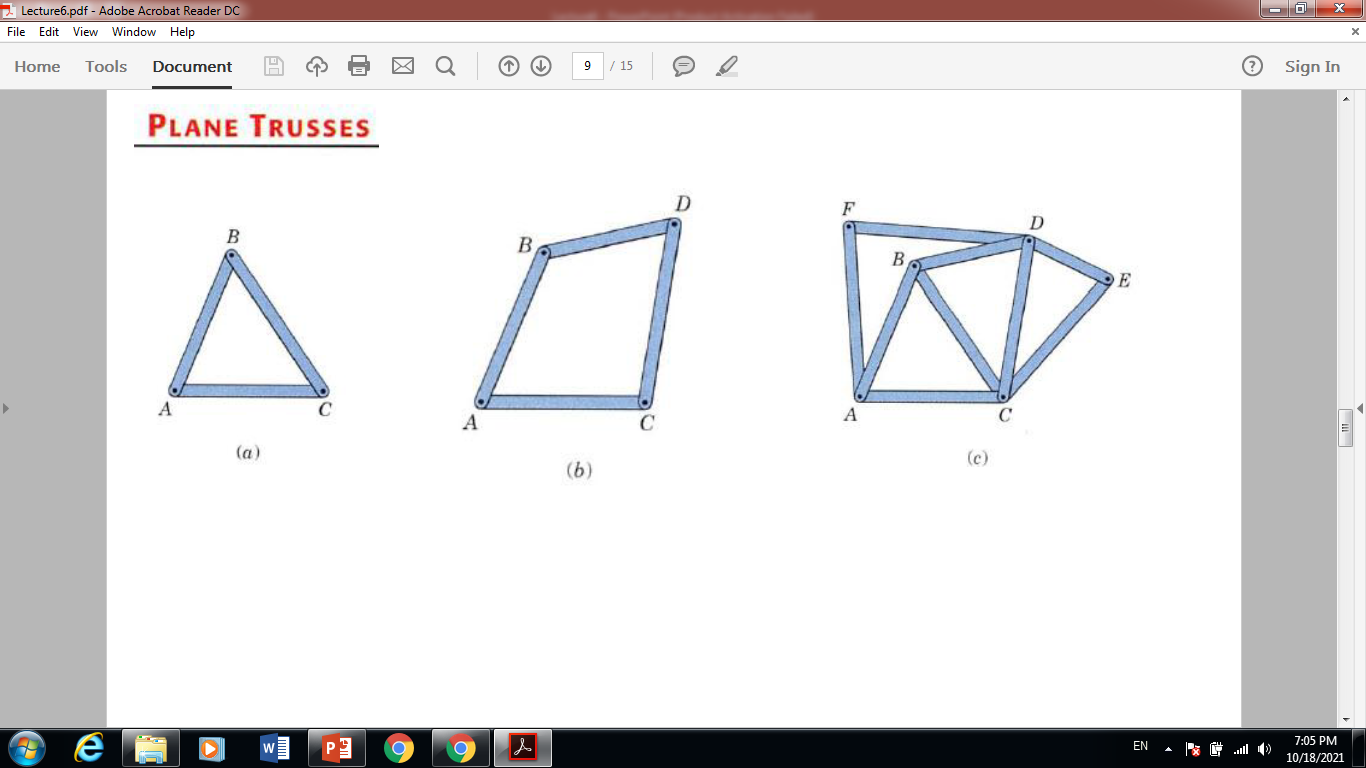 Lecture6.pdf - Adobe Acrobat Reader DC
File Edit View Window Help
Home Tools Document 9 / 15 Sign In
PLANE TRUSSES
B
A C
(a)
D
B
A C
(b)
F D
B E
A C
(c)
EN 7:05 PM
10/18/2021